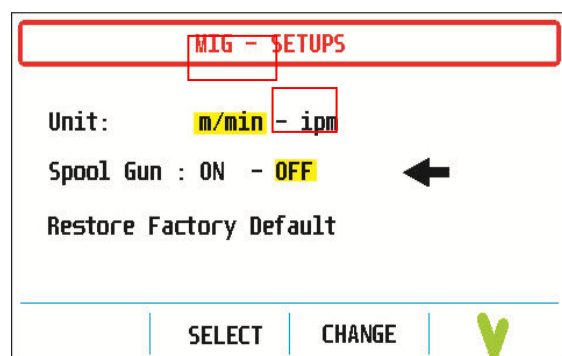 MIG - SETUPS
Unit: m/min - ipm
Spool Gun : ON - OFF
Restore Factory Default
SELECT CHANGE